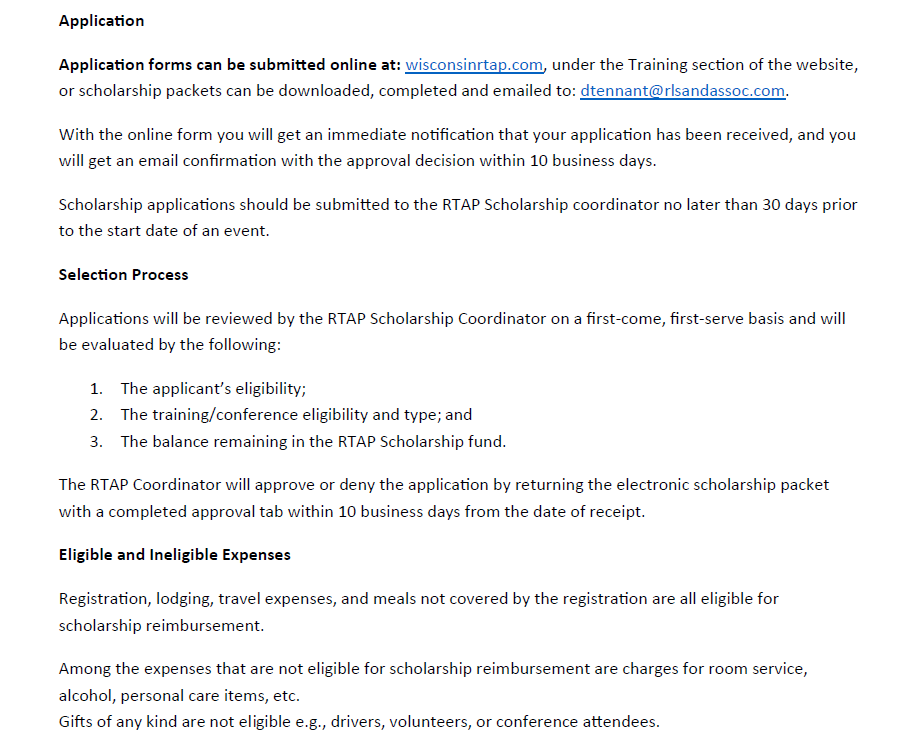 Application
Application forms can be submitted online at: wisconsinrtap.com, under the Training section of the website,
or scholarship packets can be downloaded, completed and emailed to: dtennant@rlsandassoc.com.
With the online form you will get an immediate notification that your application has been received, and you
will get an email confirmation with the approval decision within 10 business days.
Scholarship applications should be submitted to the RTAP Scholarship coordinator no later than 30 days prior
to the start date of an event.
Selection Process
Applications will be reviewed by the RTAP Scholarship Coordinator on a first-come, first-serve basis and will
be evaluated by the following:
1. The applicant’s eligibility;
2. The training/conference eligibility and type; and
3. The balance remaining in the RTAP Scholarship fund.
The RTAP Coordinator will approve or deny the application by returning the electronic scholarship packet
with a completed approval tab within 10 business days from the date of receipt.
Eligible and Ineligible Expenses
Registration, lodging, travel expenses, and meals not covered by the registration are all eligible for
scholarship reimbursement.
Among the expenses that are not eligible for scholarship reimbursement are charges for room service,
alcohol, personal care items, etc.
Gifts of any kind are not eligible e.g., drivers, volunteers, or conference attendees.